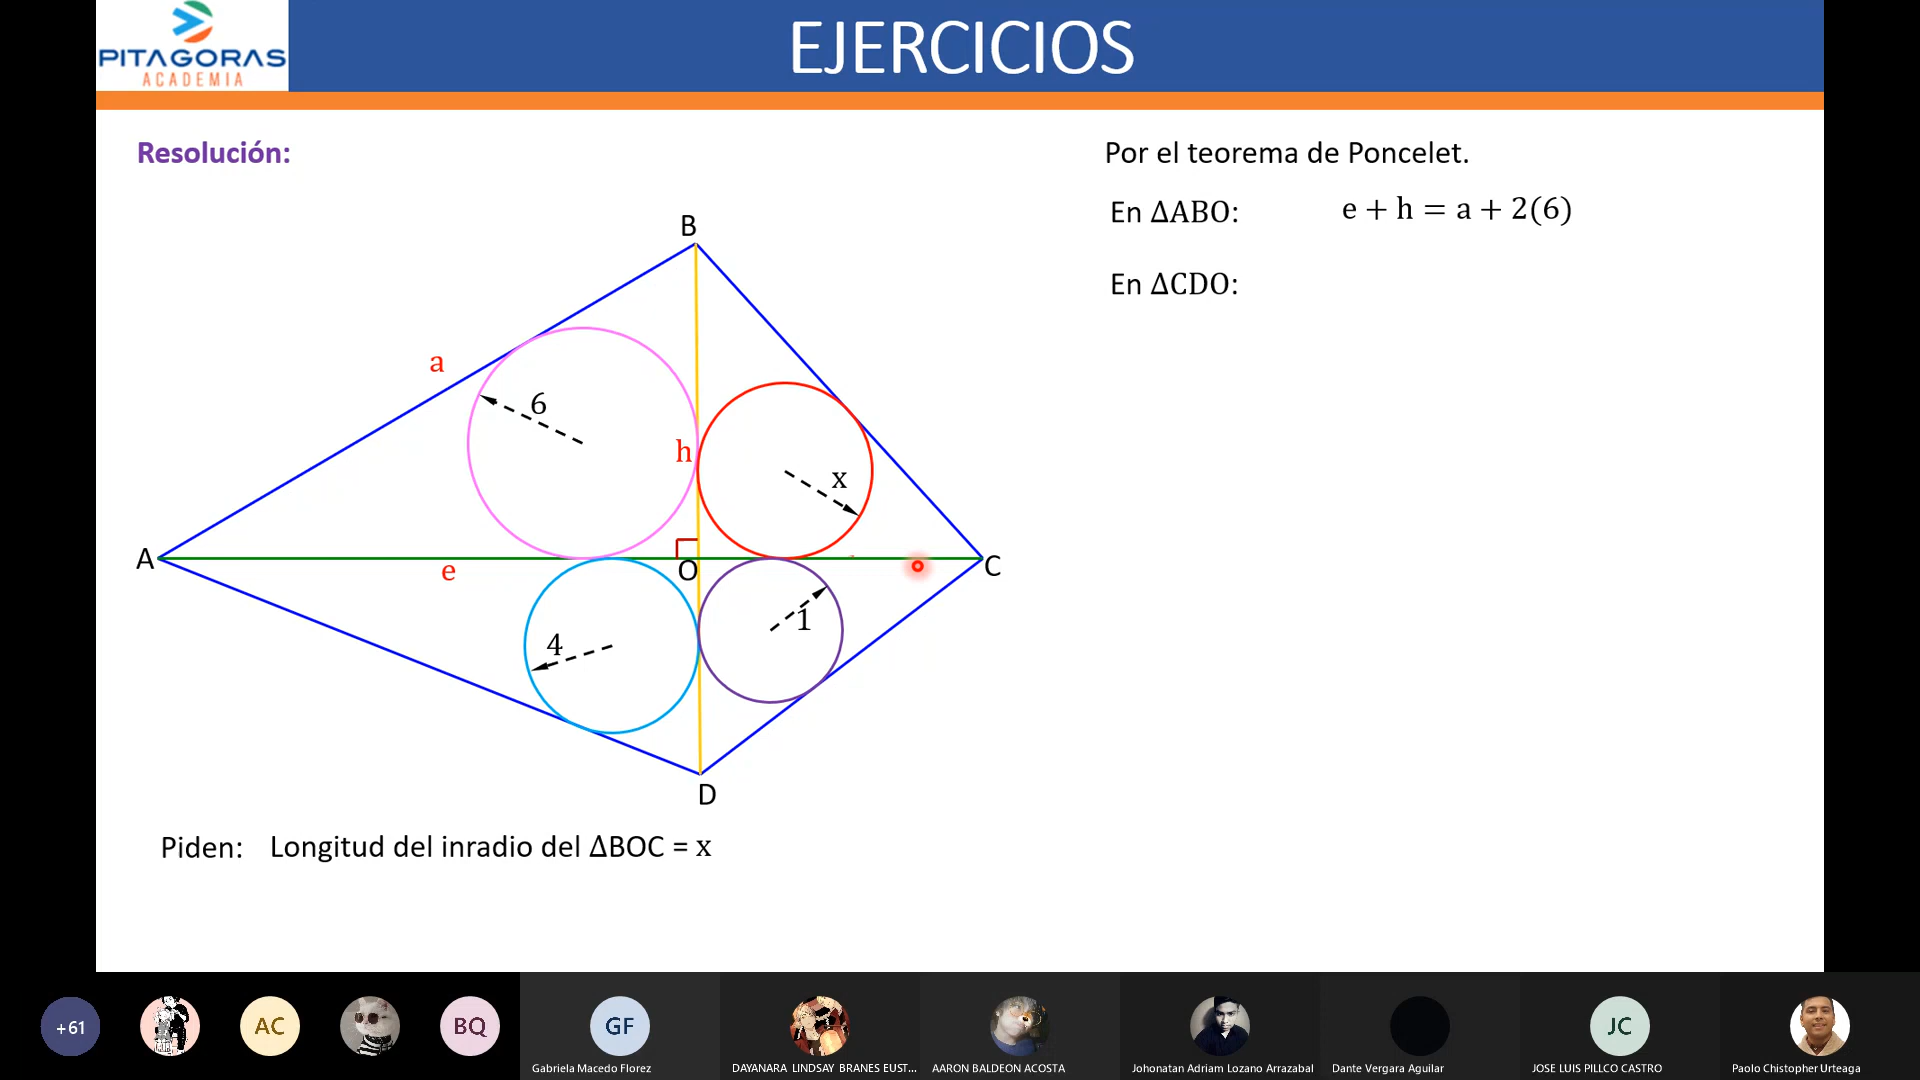 PITAGORAS
ACADEMIA
EJERCICIOS
Resolución:
Por el teorema de Poncelet.
En ΔABO: e + h = a + 2(6)
En ΔCDO:
B
a
6
h
x
A
e
O
C
4
1
D
Piden: Longitud del inradio del ΔBOC = x
+61
AC
BQ
GF
JC
Gabriela Macedo Florez
DAYANARA LINDSAY BRANES EUST...
AARON BALDEON ACOSTA
Johonatan Adriam Lozano Arrazabal
Dante Vergara Aguilar
JOSE LUIS PILLCO CASTRO
Paolo Chistopher Urteaga